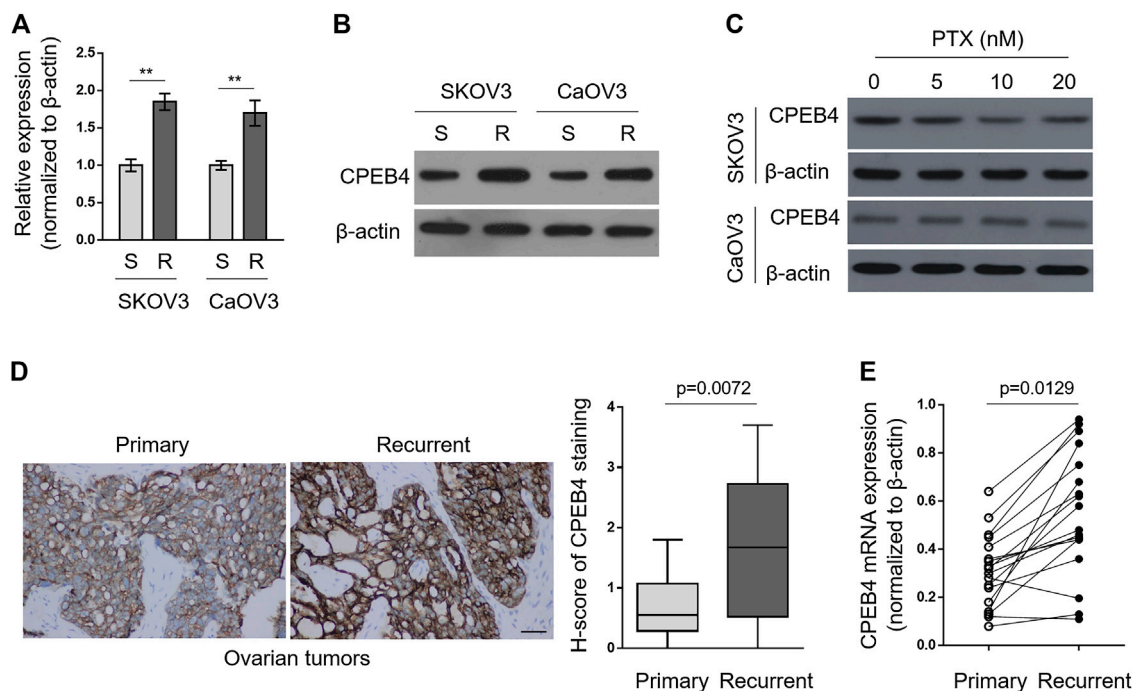 A
Relative expression
(normalized to β-actin)
2.5
2.0
1.5
1.0
0.5
0.0
**
**
S R S R
SKOV3 CaOV3
B
SKOV3 CaOV3
S R S R
CPEB4
β-actin
C
PTX (nM)
0 5 10 20
SKOV3
CPEB4
β-actin
CaOV3
CPEB4
β-actin
D
Primary Recurrent
Ovarian tumors
p=0.0072
H-score of CPEB4 staining
4
3
2
1
0
Primary Recurrent
E
p=0.0129
CPEB4 mRNA expression
(normalized to β-actin)
1.0
0.8
0.6
0.4
0.2
0.0
Primary Recurrent